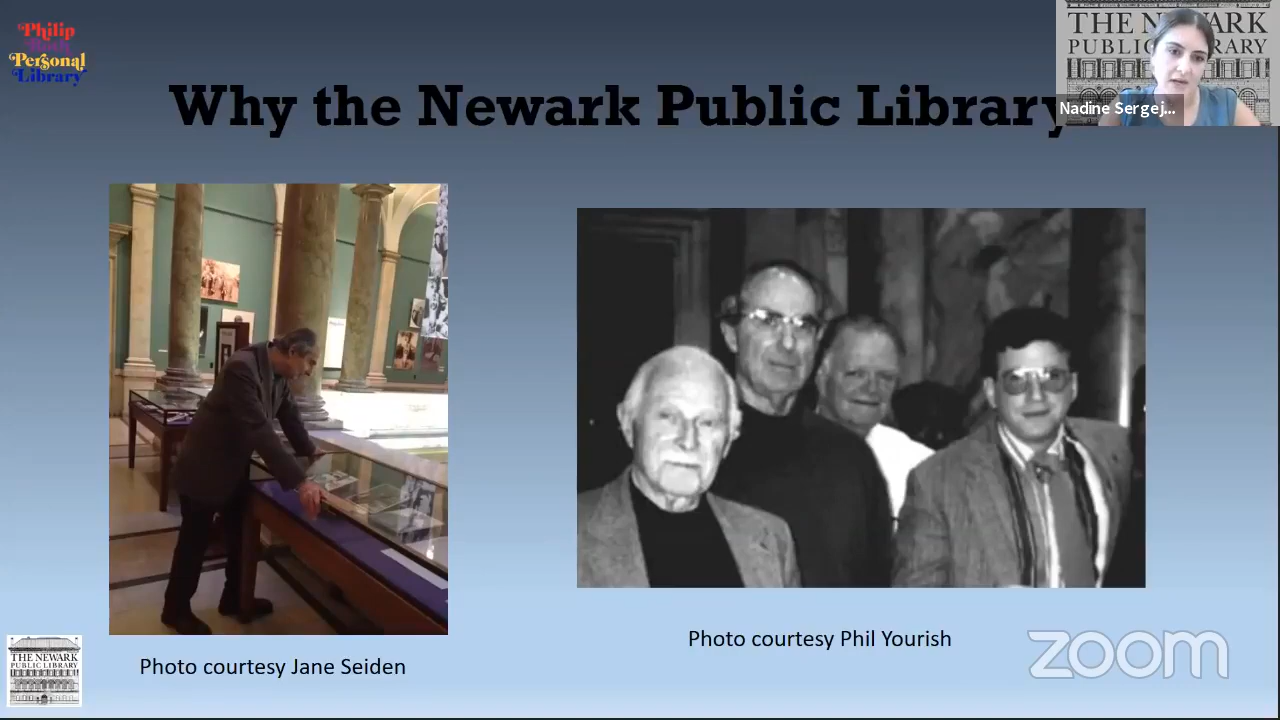 Philip
Roth
Personal
Library
Why the Newark Public Library
THE NEWARK
PUBLIC LIBRARY
Nadine Sergej...
Photo courtesy Jane Seiden
Photo courtesy Phil Yourish
THE NEWARK
PUBLIC LIBRARY
zoom